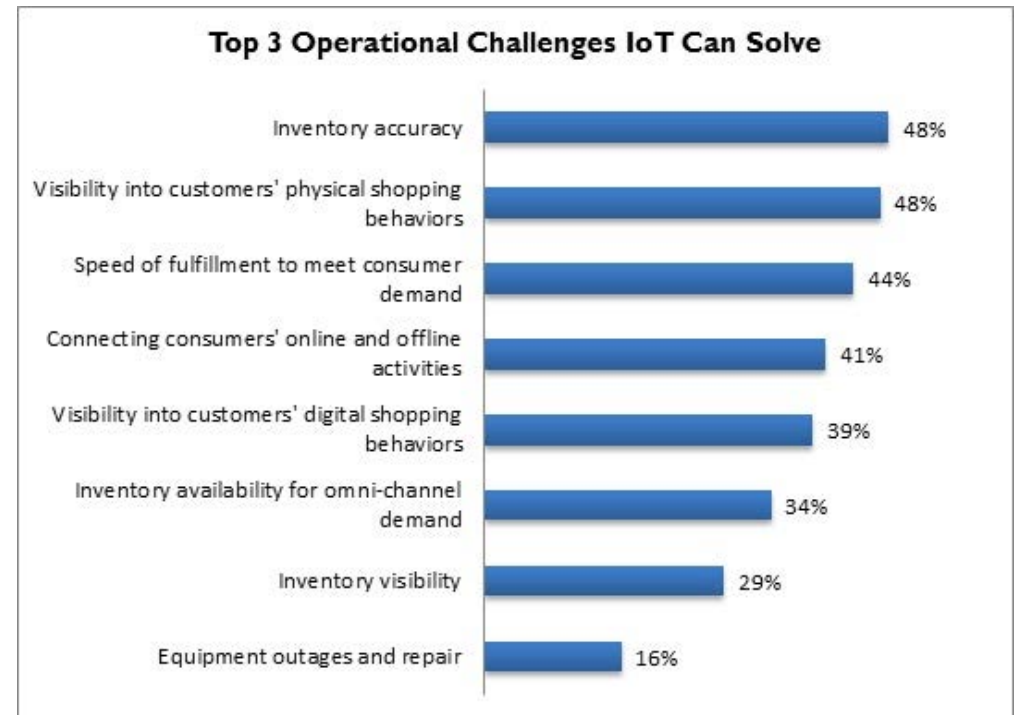 Top 3 Operational Challenges IoT Can Solve
Inventory accuracy
48%
Visibility into customers' physical shopping
behaviors
48%
Speed of fulfillment to meet consumer
demand
44%
Connecting consumers' online and offline
activities
41%
Visibility into customers' digital shopping
behaviors
39%
Inventory availability for omni-channel
demand
34%
Inventory visibility
29%
Equipment outages and repair
16%